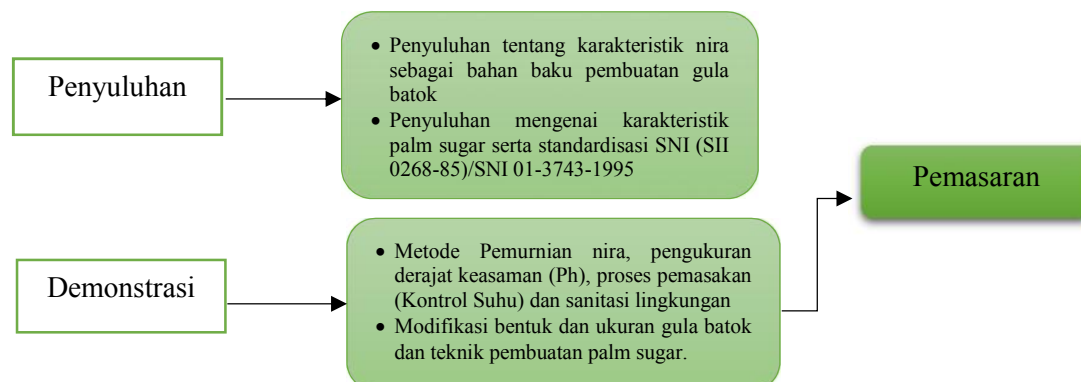 Penyuluhan
• Penyuluhan tentang karakteristik nira
sebagai bahan baku pembuatan gula
batok
• Penyuluhan mengenai karakteristik
palm sugar serta standardisasi SNI (SII
0268-85)/SNI 01-3743-1995
Pemasaran
Demonstrasi
• Metode Pemurnian nira, pengukuran
derajat keasaman (Ph), proses pemasakan
(Kontrol Suhu) dan sanitasi lingkungan
• Modifikasi bentuk dan ukuran gula batok
dan teknik pembuatan palm sugar.